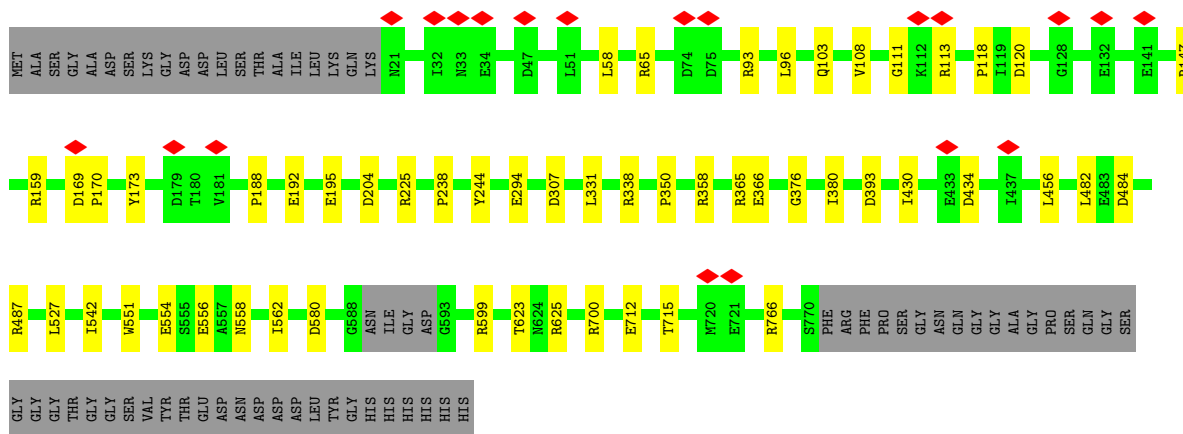 MET ALA SER GLY ALA ASP SER LYS GLY ASP ASP LEU SER THR ALA ILE LEU LYS GLN LYS N21 I32 N33 E34 D47 L51 L58 R65 D74 D75 R93 L96 Q103 V108 G111 K112 R113 P118 I119 D120 G128 E132 E141
R159 D169 P170 Y173 D179 T180 V181 P188 E192 E195 D204 R225 P238 Y244 E294 D307 L331 R338 P350 R358 R365 E366 G376 I380 D393 I430 E433 D434 I437 L456 L482 E483 D484
R487 L527 I542 W551 E554 S555 E556 A557 N558 I562 D580 G588 ASN ILE GLY ASP G593 R599 T623 N624 R625 R700 E712 T715 M720 E721 R766 S770 PHE ARG PHE PRO SER GLY ASN GLN GLY GLY ALA GLY PRO SER GLN GLY SER
GLY GLY GLY THR GLY GLY SER VAL TYR THR GLU ASP ASN ASP ASP ASP LEU TYR GLY HIS HIS HIS HIS HIS HIS